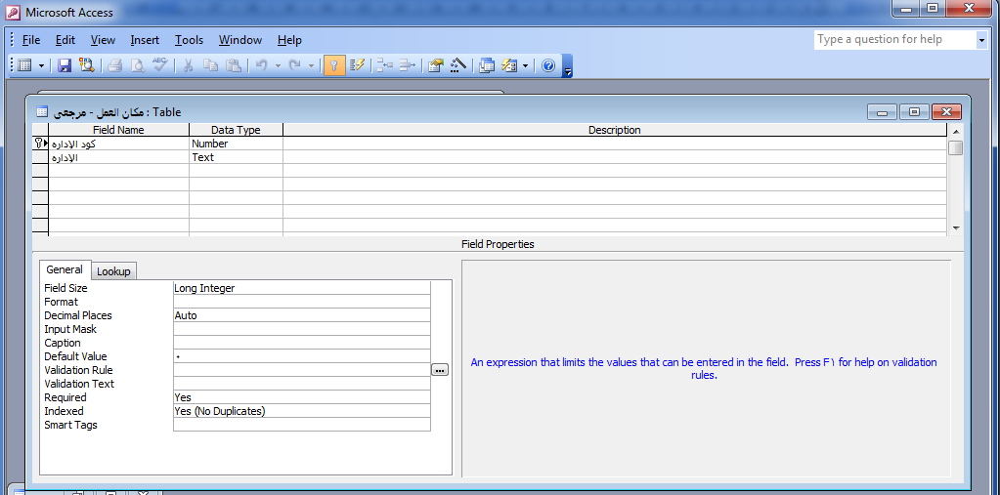 Microsoft Access
File Edit View Insert Tools Window Help Type a question for help
مكان العمل - مرجعى : Table
Field Name Data Type Description
كود الإداره Number
الإداره Text
Field Properties
General Lookup
Field Size Long Integer
Format
Decimal Places Auto
Input Mask
Caption
Default Value ٠
Validation Rule ...
Validation Text
Required Yes
Indexed Yes (No Duplicates)
Smart Tags
An expression that limits the values that can be entered in the field. Press F١ for help on validation
rules.